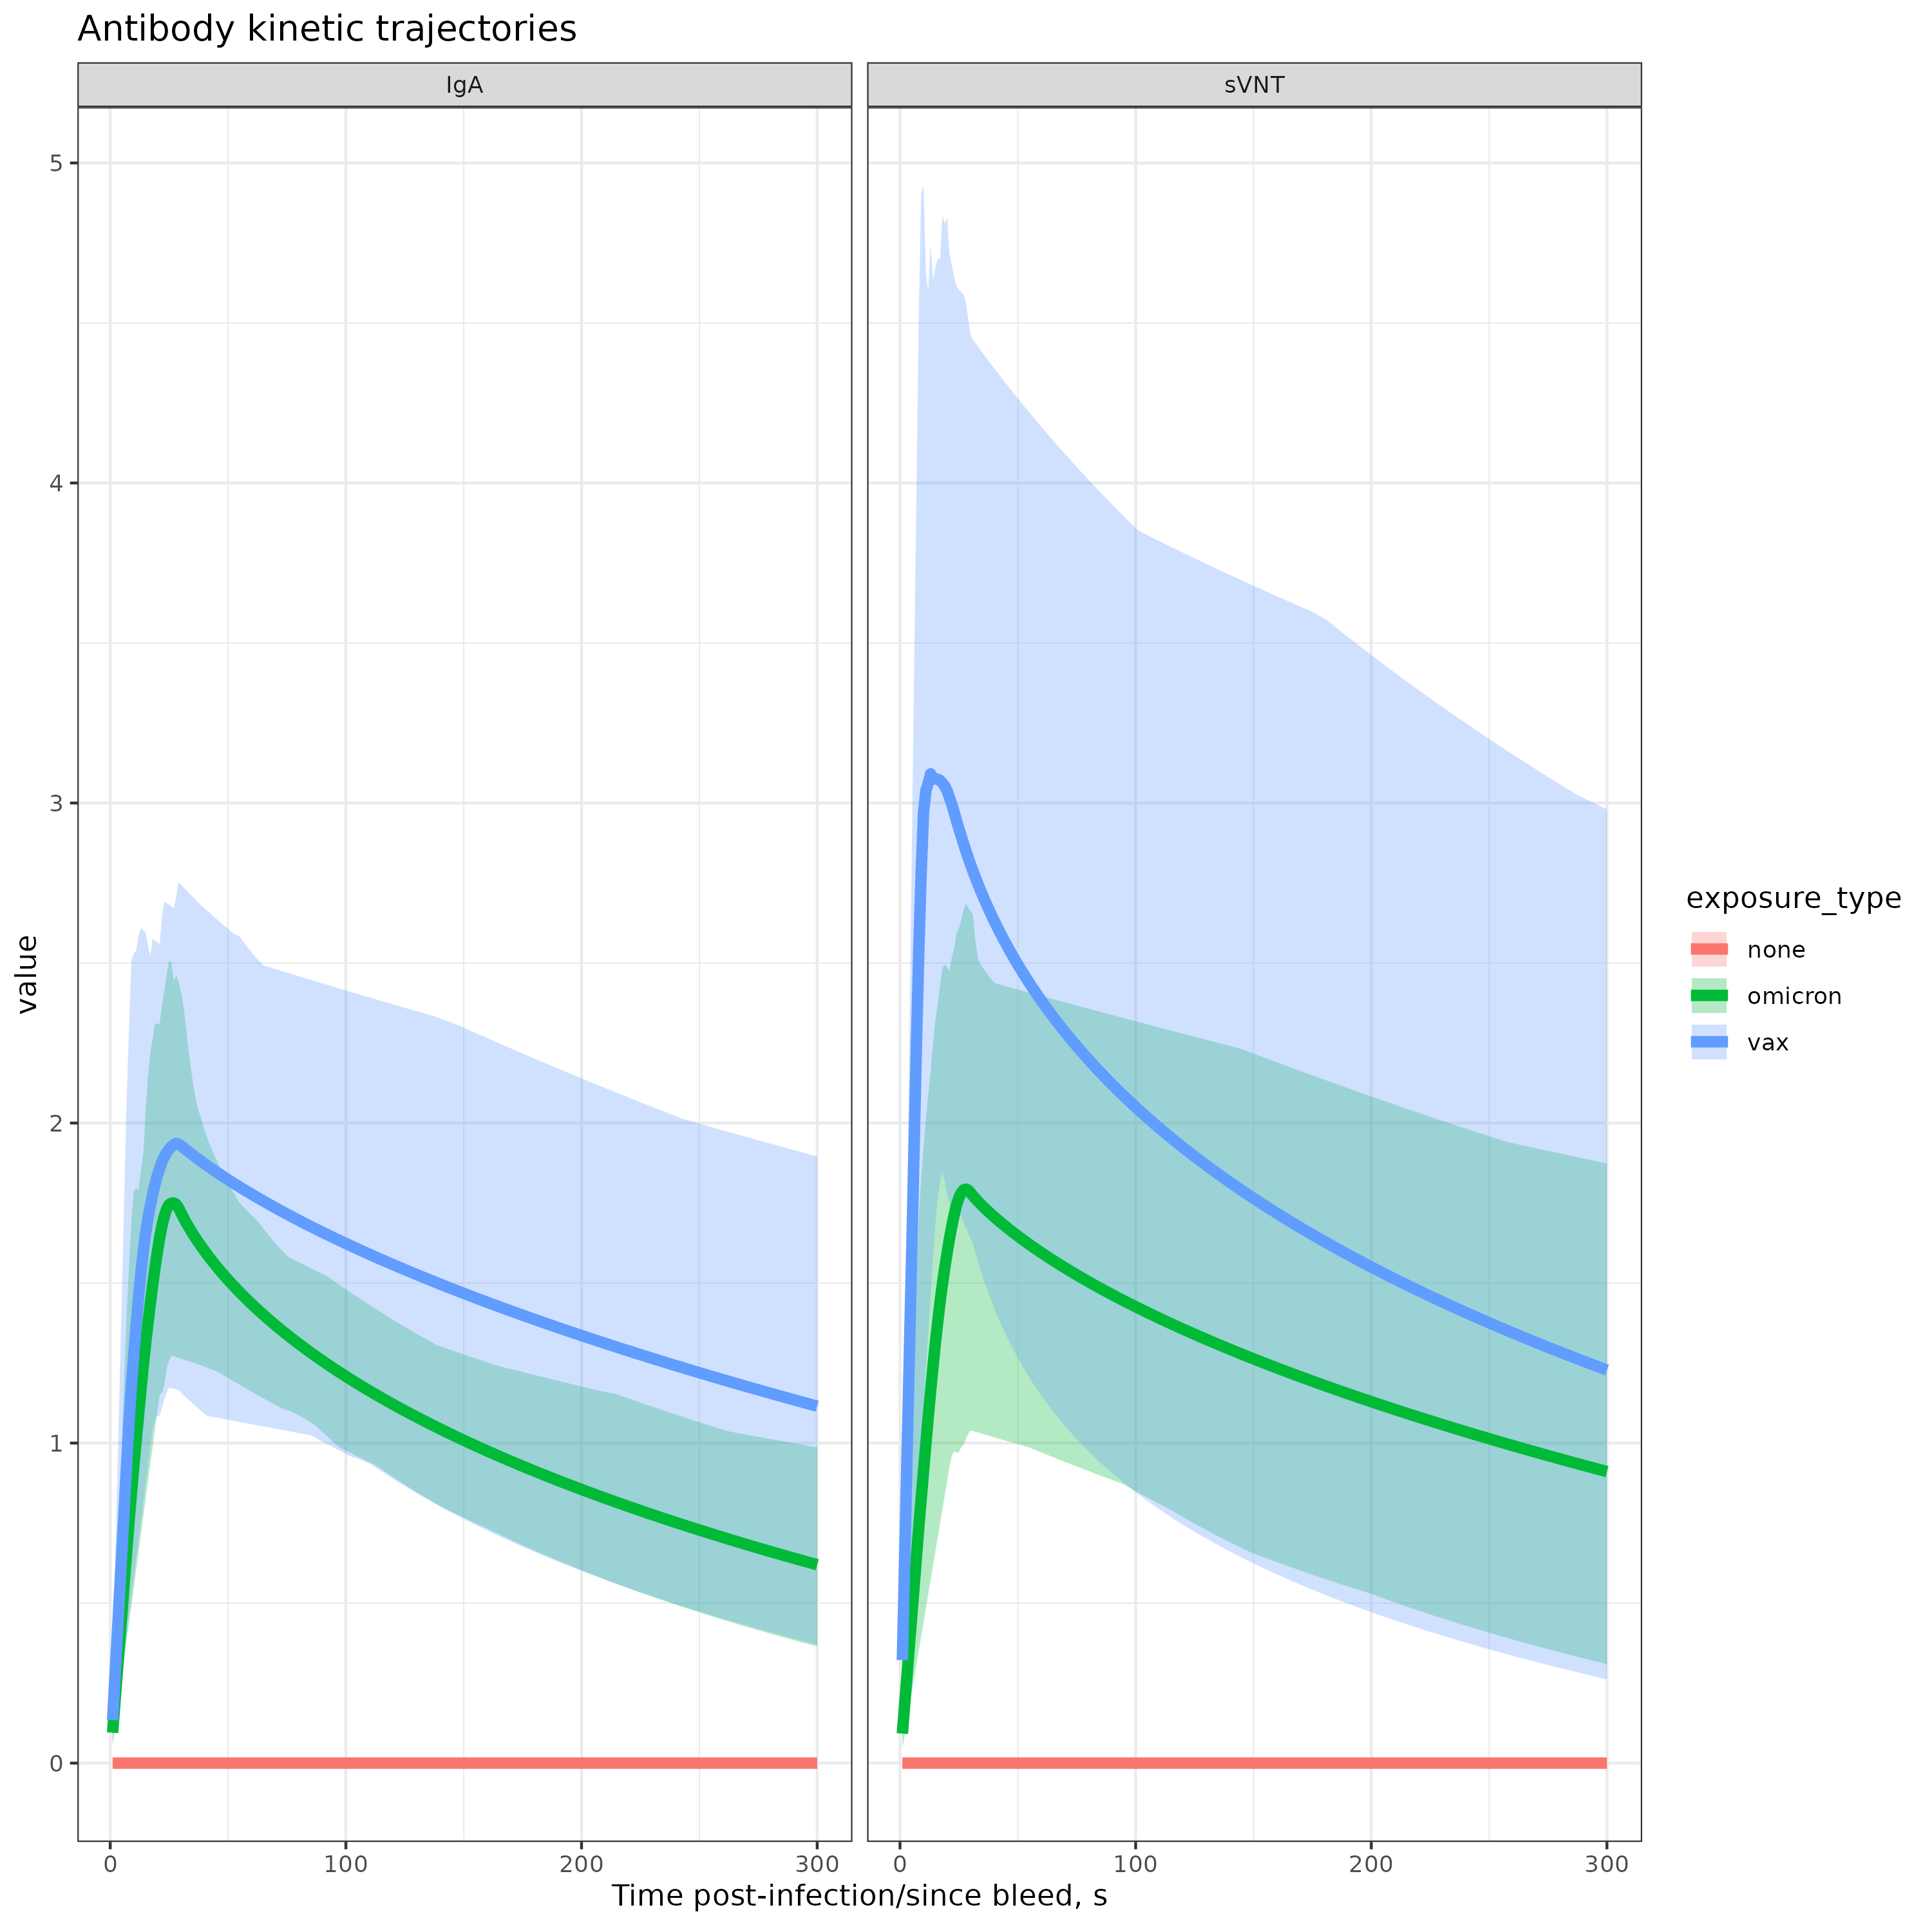 Antibody kinetic trajectories
IgA
sVNT
5
4
3
2
1
0
value
0 100 200 300
0 100 200 300
Time post-infection/since bleed, s
exposure_type
none
omicron
vax